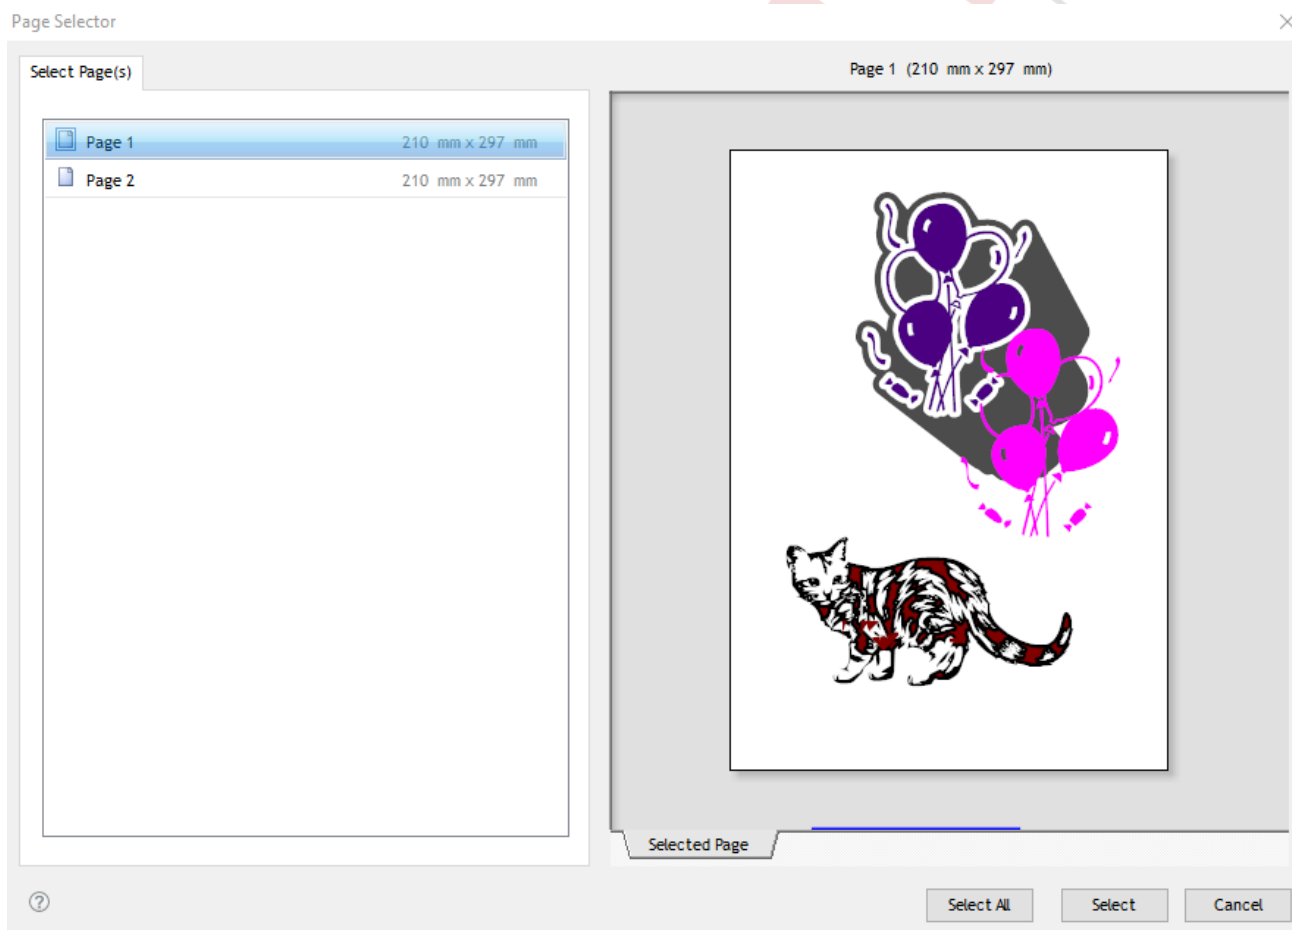 Page Selector
Select Page(s)
Page 1 (210 mm x 297 mm)
Page 1 210 mm x 297 mm
Page 2 210 mm x 297 mm
Selected Page
?
Select All Select Cancel